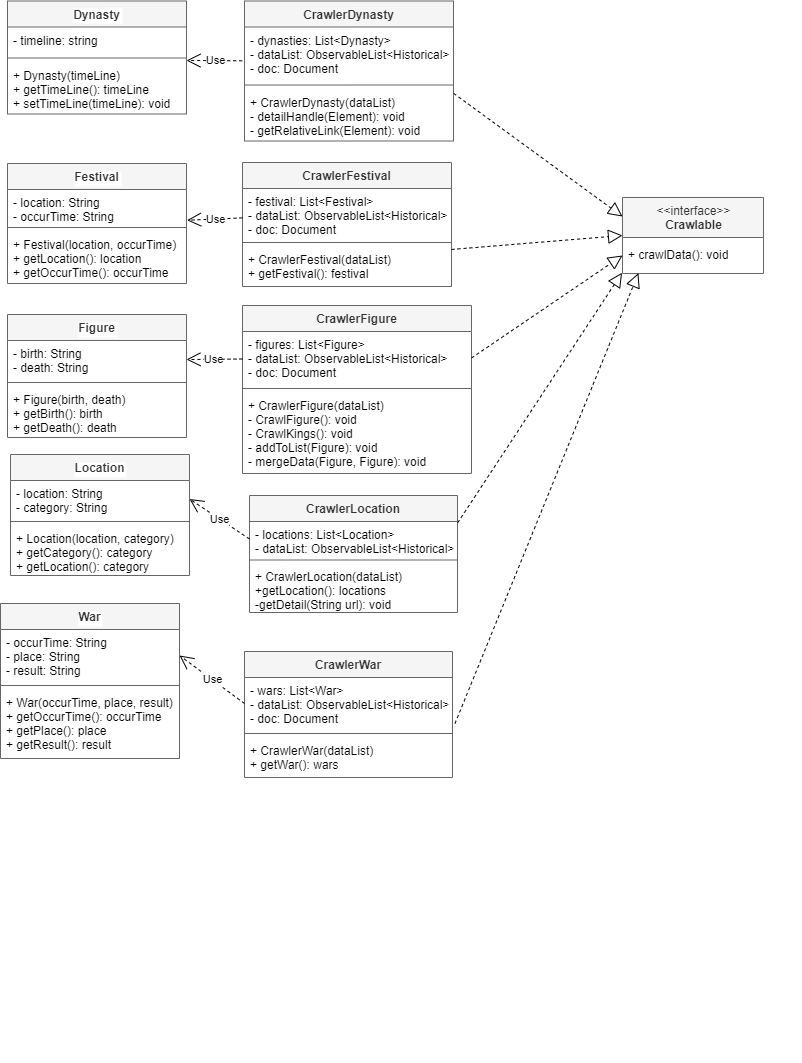 Dynasty
- timeline: string
+ Dynasty(timeLine)
+ getTimeLine(): timeLine
+ setTimeLine(timeLine): void
Use
CrawlerDynasty
- dynasties: List<Dynasty>
- dataList: ObservableList<Historical>
- doc: Document
+ CrawlerDynasty(dataList)
- detailHandle(Element): void
- getRelativeLink(Element): void
Festival
- location: String
- occurTime: String
+ Festival(location, occurTime)
+ getLocation(): location
+ getOccurTime(): occurTime
Use
CrawlerFestival
- festival: List<Festival>
- dataList: ObservableList<Historical>
- doc: Document
+ CrawlerFestival(dataList)
+ getFestival(): festival
<<interface>>
Crawlable
+ crawlData(): void
Figure
- birth: String
- death: String
+ Figure(birth, death)
+ getBirth(): birth
+ getDeath(): death
Use
CrawlerFigure
- figures: List<Figure>
- dataList: ObservableList<Historical>
- doc: Document
+ CrawlerFigure(dataList)
- CrawlFigure(): void
- CrawlKings(): void
- addToList(Figure): void
- mergeData(Figure, Figure): void
Location
- location: String
- category: String
+ Location(location, category)
+ getCategory(): category
+ getLocation(): category
Use
CrawlerLocation
- locations: List<Location>
- dataList: ObservableList<Historical>
+ CrawlerLocation(dataList)
+getLocation(): locations
-getDetail(String url): void
War
- occurTime: String
- place: String
- result: String
+ War(occurTime, place, result)
+ getOccurTime(): occurTime
+ getPlace(): place
+ getResult(): result
Use
CrawlerWar
- wars: List<War>
- dataList: ObservableList<Historical>
- doc: Document
+ CrawlerWar(dataList)
+ getWar(): wars